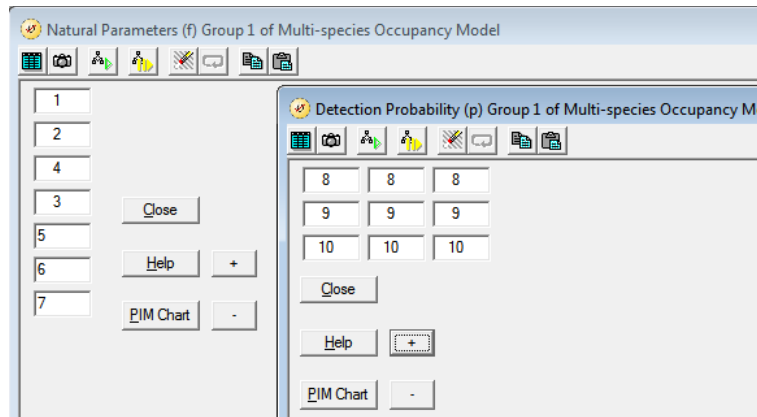 Natural Parameters (f) Group 1 of Multi-species Occupancy Model
1
2
4
3
5
6
7
Close
Help +
PIM Chart -
Detection Probability (p) Group 1 of Multi-species Occupancy M
8 8 8
9 9 9
10 10 10
Close
Help +
PIM Chart -